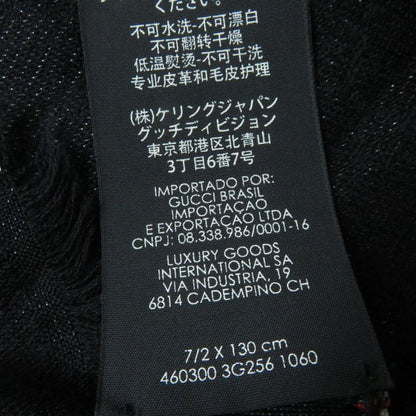 ください。
不可水洗-不可漂白
不可翻转干燥
低温熨烫-不可干洗
专业皮革和毛皮护理
(株)ケリングジャパン
グッチディビジョン
東京都港区北青山
3丁目6番7号
IMPORTADO POR:
GUCCI BRASIL
IMPORTACAO
E EXPORTACAO LTDA
CNPJ: 08.338.986/0001-16
LUXURY GOODS
INTERNATIONAL SA
VIA INDUSTRIA, 19
6814 CADEMPINO CH
7/2 X 130 cm
460300 3G256 1060